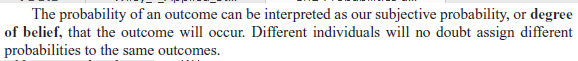 The probability of an outcome can be interpreted as our subjective probability, or degree
of belief, that the outcome will occur. Different individuals will no doubt assign different
probabilities to the same outcomes.